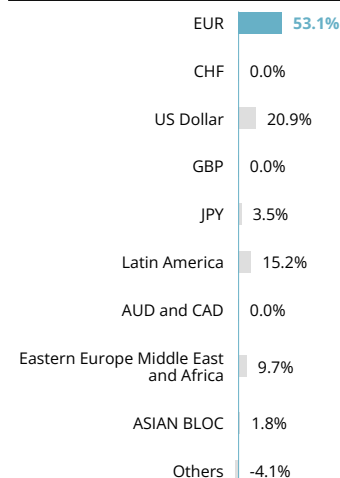 EUR 53.1%
CHF 0.0%
US Dollar 20.9%
GBP 0.0%
JPY 3.5%
Latin America 15.2%
AUD and CAD 0.0%
Eastern Europe Middle East
and Africa 9.7%
ASIAN BLOC 1.8%
Others -4.1%